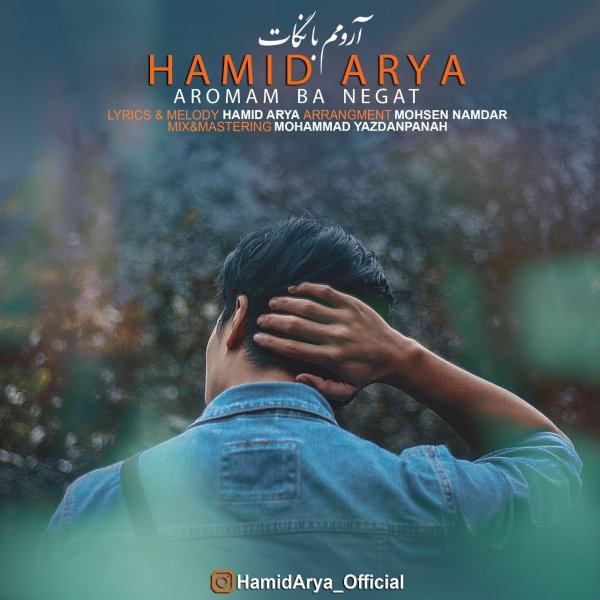 آرومم با نگات
HAMID ARYA
AROMAM BA NEGAT
LYRICS & MELODY HAMID ARYA ARRANGMENT MOHSEN NAMDAR
MIX&MASTERING MOHAMMAD YAZDANPANAH
HamidArya_Official